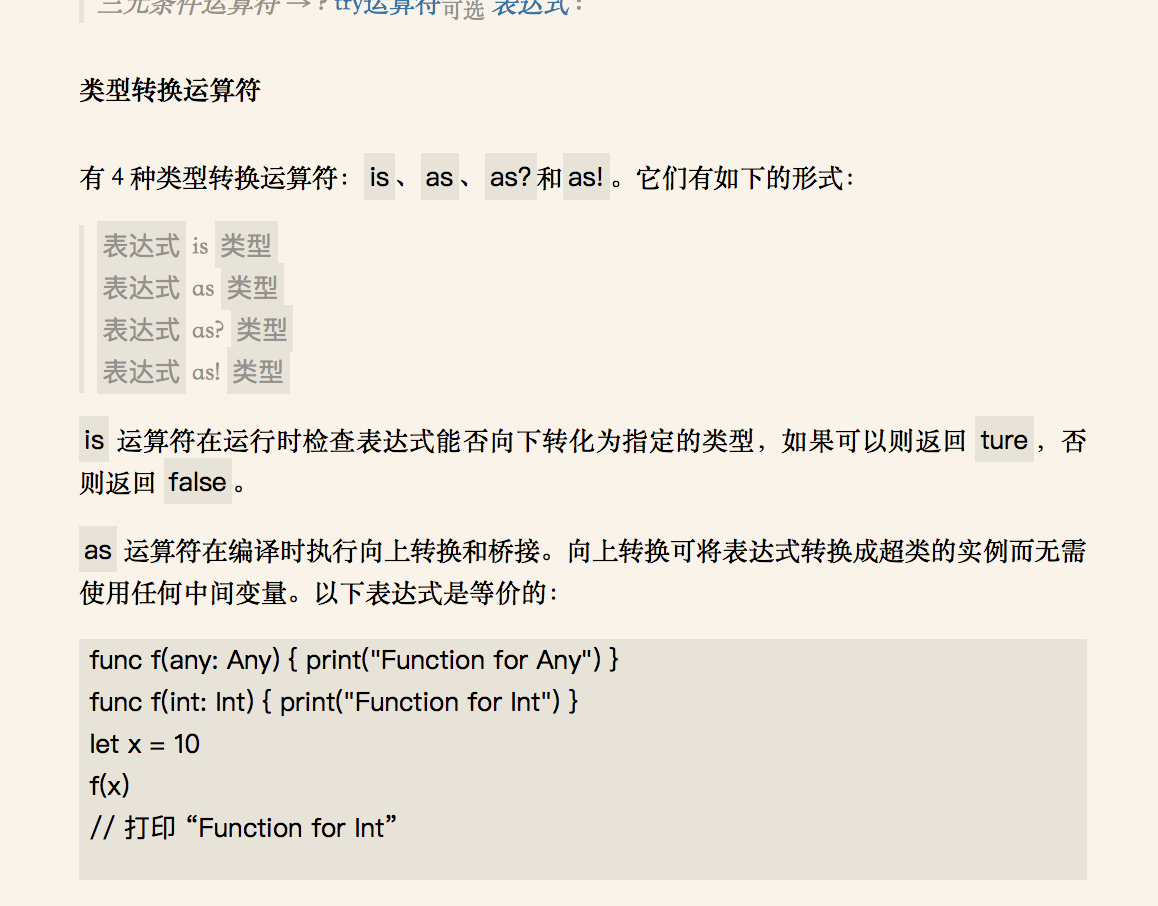 三元条件运算符 → ? try运算符可选 表达式 :
类型转换运算符
有 4 种类型转换运算符： is 、 as 、 as? 和 as! 。它们有如下的形式：
表达式 is 类型
表达式 as 类型
表达式 as? 类型
表达式 as! 类型
is 运算符在运行时检查表达式能否向下转化为指定的类型，如果可以则返回 ture ，否
则返回 false 。
as 运算符在编译时执行向上转换和桥接。向上转换可将表达式转换成超类的实例而无需
使用任何中间变量。以下表达式是等价的：
func f(any: Any) { print("Function for Any") }
func f(int: Int) { print("Function for Int") }
let x = 10
f(x)
// 打印 “Function for Int”